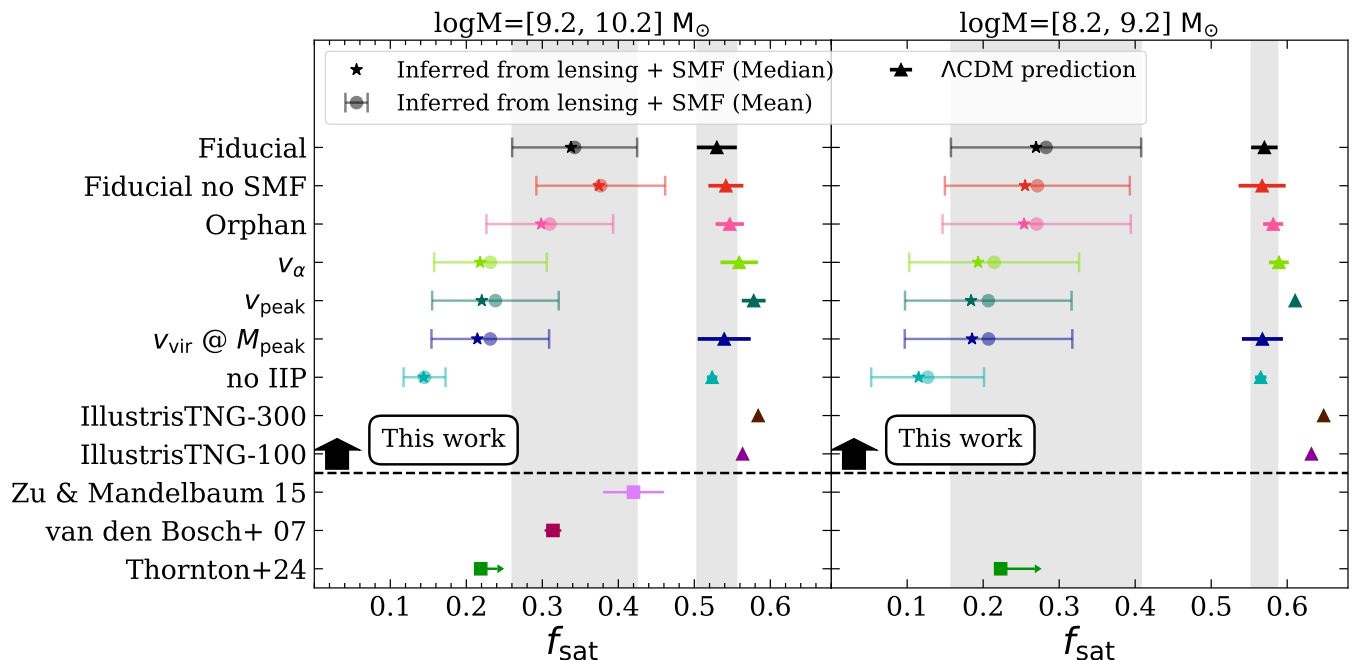 logM=[9.2, 10.2] M⊙
logM=[8.2, 9.2] M⊙
Inferred from lensing + SMF (Median)
Inferred from lensing + SMF (Mean)
ΛCDM prediction
Fiducial
Fiducial no SMF
Orphan
vα
vpeak
vvir @ Mpeak
no IIP
IllustrisTNG-300
IllustrisTNG-100
Zu & Mandelbaum 15
van den Bosch+ 07
Thornton+24
This work
This work
0.1 0.2 0.3 0.4 0.5 0.6
0.1 0.2 0.3 0.4 0.5 0.6
fsat
fsat